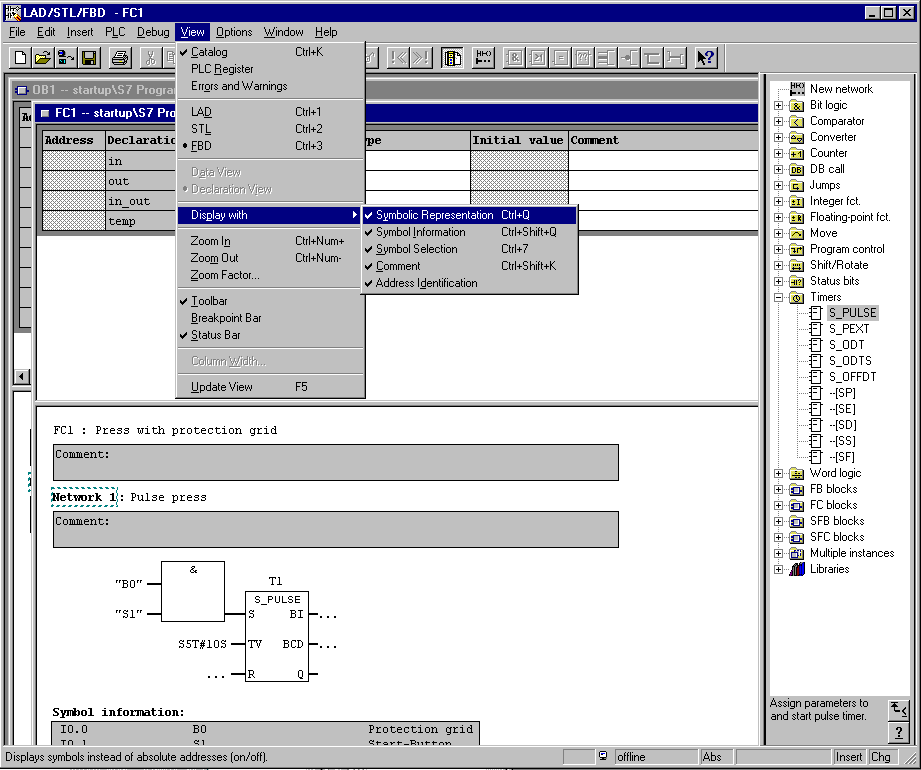 LAD/STL/FBD - FC1
File Edit Insert PLC Debug View Options Window Help
OB1 -- startup\S7 Progra
FC1 -- startup\S7 Pro
Address Declaratio ype Initial value Comment
in
out
in_out
temp
Catalog Ctrl+K
PLC Register
Errors and Warnings
LAD Ctrl+1
STL Ctrl+2
FBD Ctrl+3
Data View
Declaration View
Display with
Zoom In Ctrl+Num+
Zoom Out Ctrl+Num-
Zoom Factor...
Toolbar
Breakpoint Bar
Status Bar
Column Width...
Update View F5
Symbolic Representation Ctrl+Q
Symbol Information Ctrl+Shift+Q
Symbol Selection Ctrl+7
Comment Ctrl+Shift+K
Address Identification
FC1 : Press with protection grid
Comment:
Network 1: Pulse press
Comment:
&
"B0"
"S1"
T1
S_PULSE
S BI ...
S5T#10S TV BCD ...
... R Q
Symbol information:
I0.0 B0 Protection grid
I0.1 S1 Start-Button
New network
Bit logic
Comparator
Converter
Counter
DB call
Jumps
Integer fct.
Floating-point fct.
Move
Program control
Shift/Rotate
Status bits
Timers
S_PULSE
S_PEXT
S_ODT
S_ODTS
S_OFFDT
--[SP]
--[SE]
--[SD]
--[SS]
--[SF]
Word logic
FB blocks
FC blocks
SFB blocks
SFC blocks
Multiple instances
Libraries
Assign parameters to
and start pulse timer.
Displays symbols instead of absolute addresses (on/off). offline Abs Insert Chg